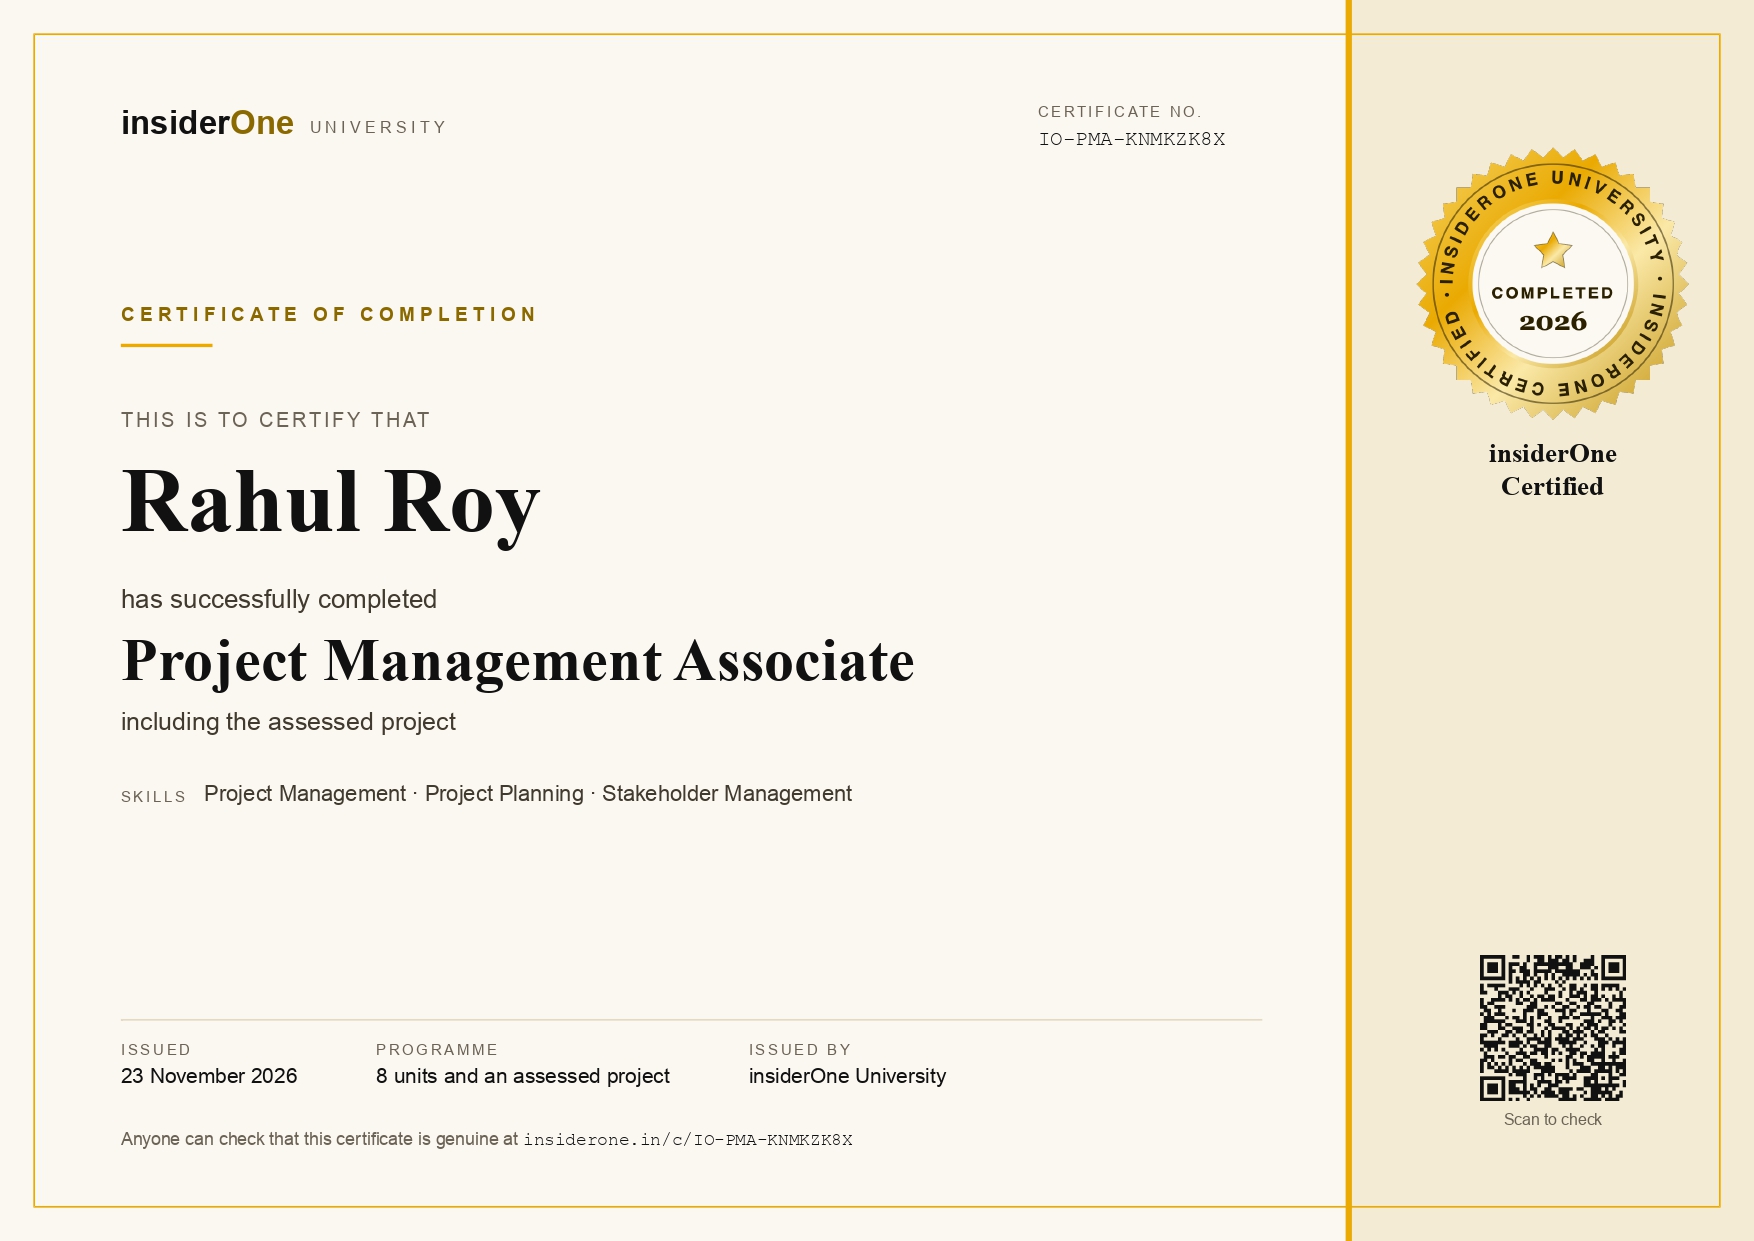 insiderOne UNIVERSITY
CERTIFICATE NO.
IO-PMA-KNMKZK8X
CERTIFICATE OF COMPLETION
THIS IS TO CERTIFY THAT
Rahul Roy
has successfully completed
Project Management Associate
including the assessed project
SKILLS Project Management · Project Planning · Stakeholder Management
ISSUED
23 November 2026
PROGRAMME
8 units and an assessed project
ISSUED BY
insiderOne University
Anyone can check that this certificate is genuine at insiderone.in/c/IO-PMA-KNMKZK8X
INSIDERONE UNIVERSITY · INSIDERONE CERTIFIED ·
COMPLETED
2026
insiderOne
Certified
Scan to check